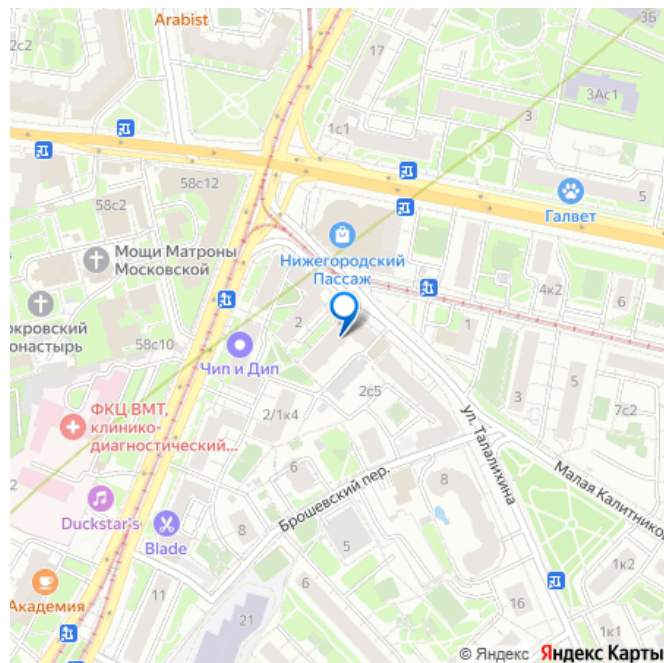 2с2
Arabist
17
3Б
3Ас1
1с1
3
58с12
58с2
5
Галвет
Мощи Матроны
Московской
Нижегородский
Пассаж
4к2
6
окровский
онастырь
58с10
2
1
Чип и Дип
3
5
2с5
7с2
ФКЦ ВМТ,
клинико-
диагностический...
2/1к4
ул. Талалихина
6
Брошевский пер.
8
Малая Калитников
2
Duckstar's
Blade
8
5
1к2
Академия
11
6
16
21
1к1
© Яндекс Яндекс Карты